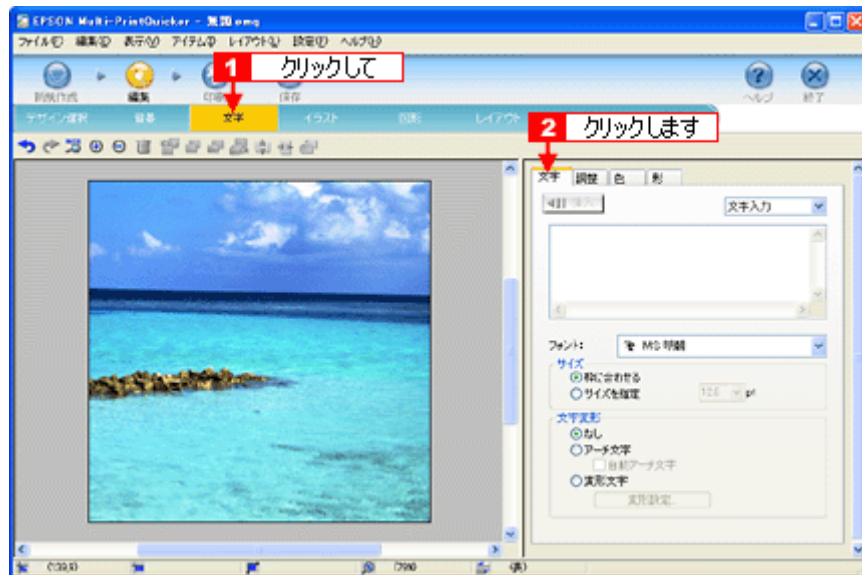 EPSON Multi-PrintQuicker - 無題.emq
ファイル(F) 編集(E) 表示(V) アイテム(I) レイアウト(L) 設定(T) ヘルプ(H)
1 クリックして
新規作成 編集 印刷 保存 ヘルプ 終了
デザイン選択 背景 文字 イラスト 図形 レイアウト
2 クリックします
文字 調整 色 影
挿入 文字入力
フォント: MS 明朝
サイズ
枠に合わせる
サイズを指定 pt
文字変形
なし
アーチ文字
自動アーチ文字
変形文字
変形設定...